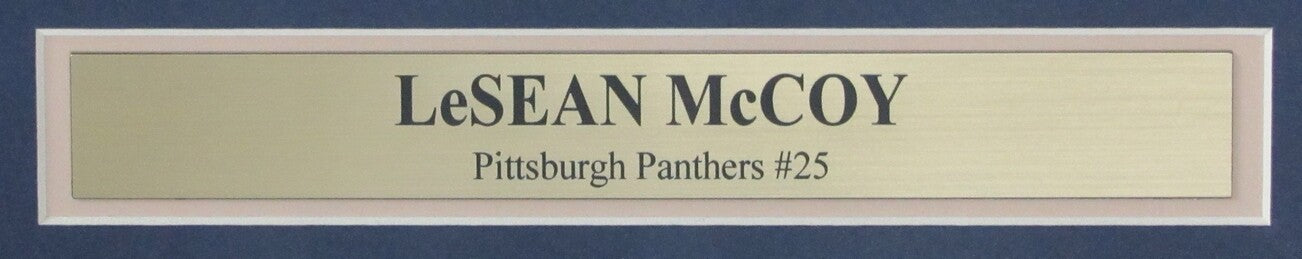 LeSEAN McCOY
Pittsburgh Panthers #25